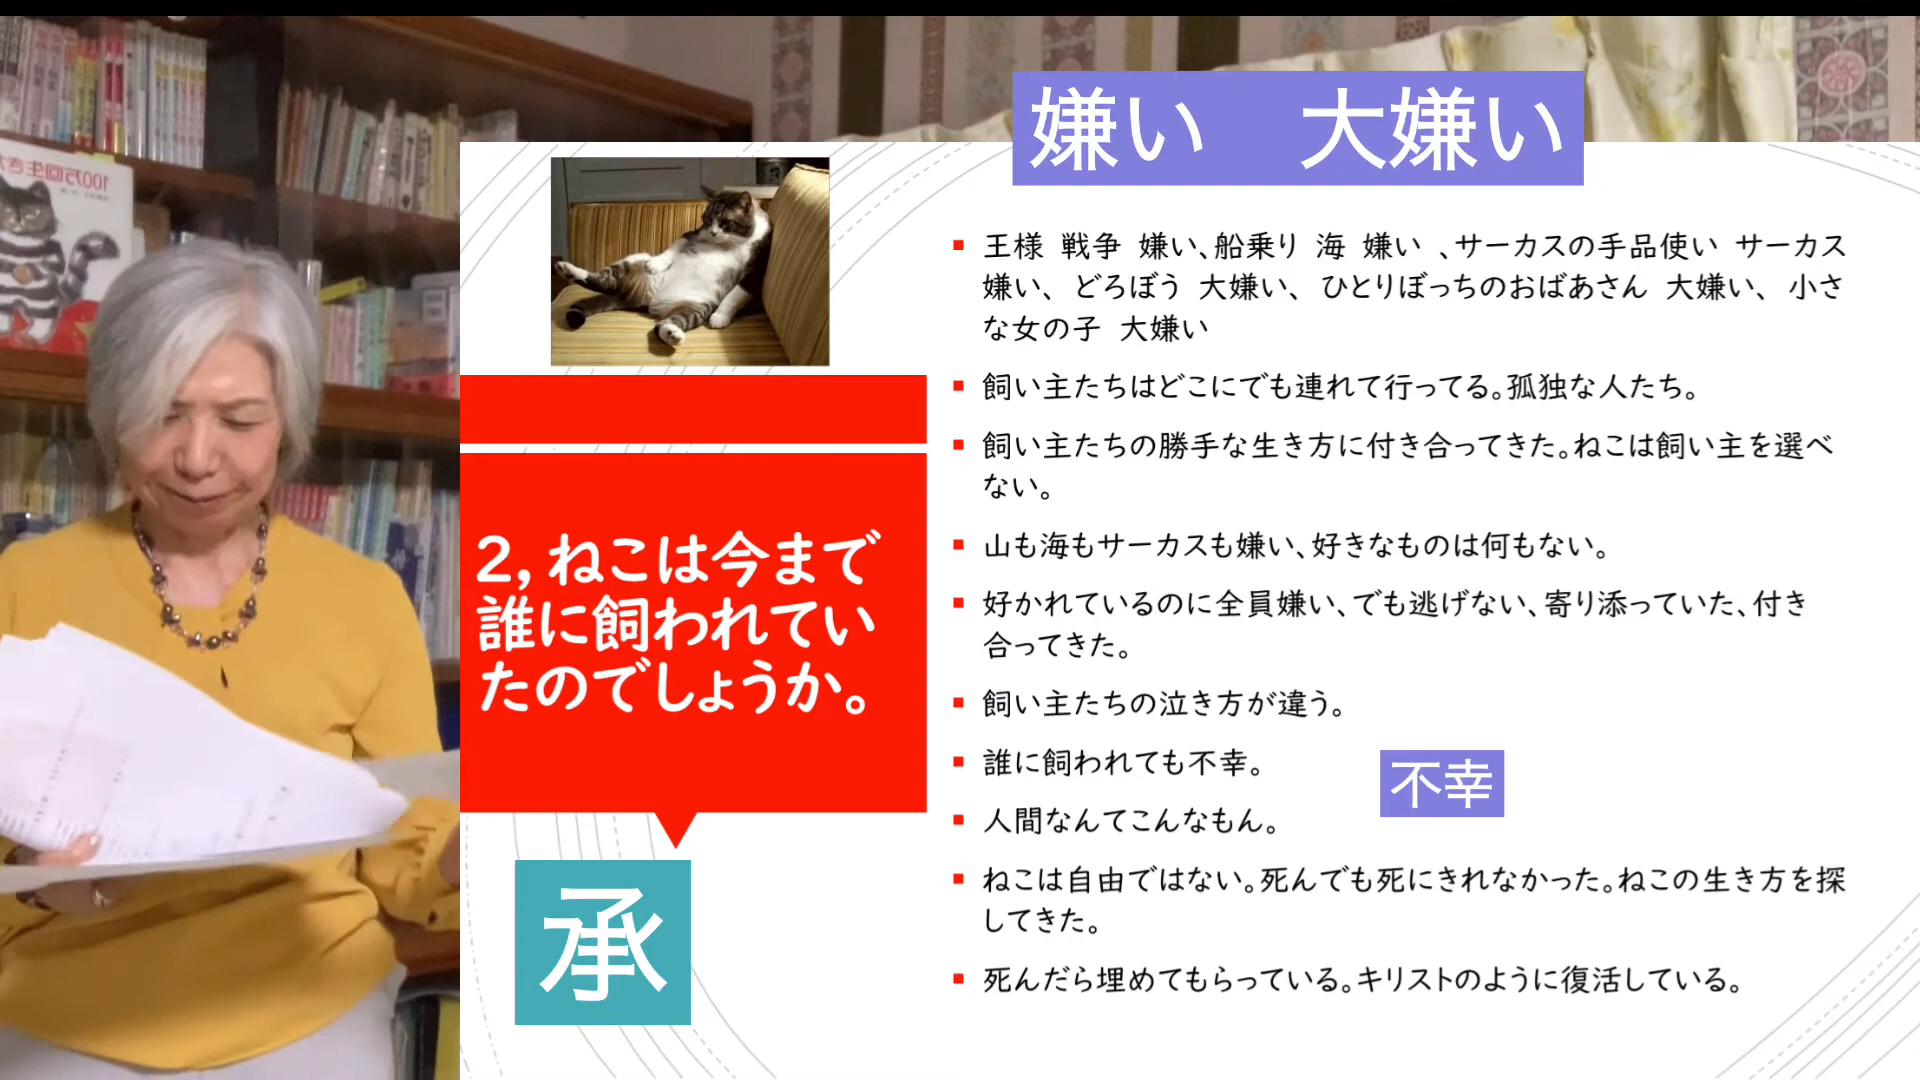 嫌い　大嫌い
100万回生き
王様 戦争 嫌い、船乗り 海 嫌い 、サーカスの手品使い サーカス
嫌い、どろぼう 大嫌い、ひとりぼっちのおばあさん 大嫌い、小さ
な女の子 大嫌い
飼い主たちはどこにでも連れて行ってる。孤独な人たち。
飼い主たちの勝手な生き方に付き合ってきた。ねこは飼い主を選べ
ない。
山も海もサーカスも嫌い、好きなものは何もない。
好かれているのに全員嫌い、でも逃げない、寄り添っていた、付き
合ってきた。
飼い主たちの泣き方が違う。
誰に飼われても不幸。
不幸
人間なんてこんなもん。
ねこは自由ではない。死んでも死にきれなかった。ねこの生き方を探
してきた。
死んだら埋めてもらっている。キリストのように復活している。
2,ねこは今まで
誰に飼われてい
たのでしょうか。
承